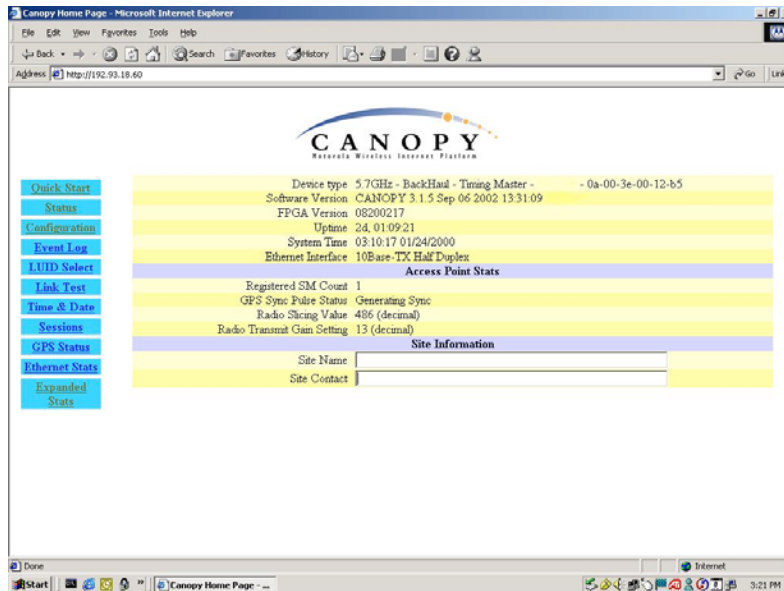 Canopy Home Page - Microsoft Internet Explorer
File Edit View Favorites Tools Help
Back Search Favorites History
Address http://192.93.18.60 Go Link
CANOPY
Motorola Wireless Internet Platform
Quick Start
Status
Configuration
Event Log
LUID Select
Link Test
Time & Date
Sessions
GPS Status
Ethernet Stats
Expanded
Stats
Device type 5.7GHz - BackHaul - Timing Master - - 0a-00-3e-00-12-b5
Software Version CANOPY 3.1.5 Sep 06 2002 13:31:09
FPGA Version 08200217
Uptime 2d, 01:09:21
System Time 03:10:17 01/24/2000
Ethernet Interface 10Base-TX Half Duplex
Access Point Stats
Registered SM Count 1
GPS Sync Pulse Status Generating Sync
Radio Slicing Value 486 (decimal)
Radio Transmit Gain Setting 13 (decimal)
Site Information
Site Name
Site Contact
Done Internet
Start » Canopy Home Page - ... 3:21 PM